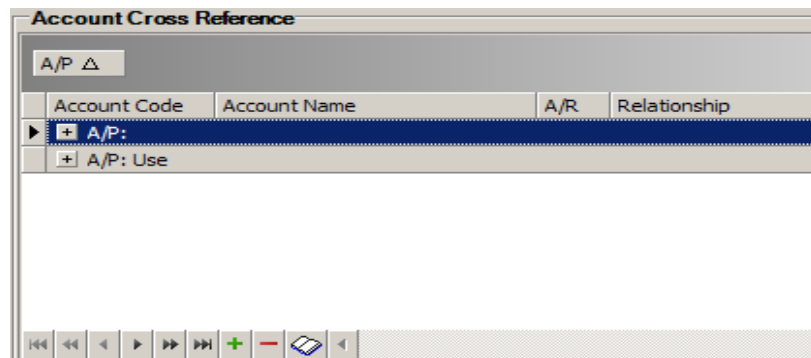 Account Cross Reference
A/P
Account Code Account Name A/R Relationship
A/P:
A/P: Use